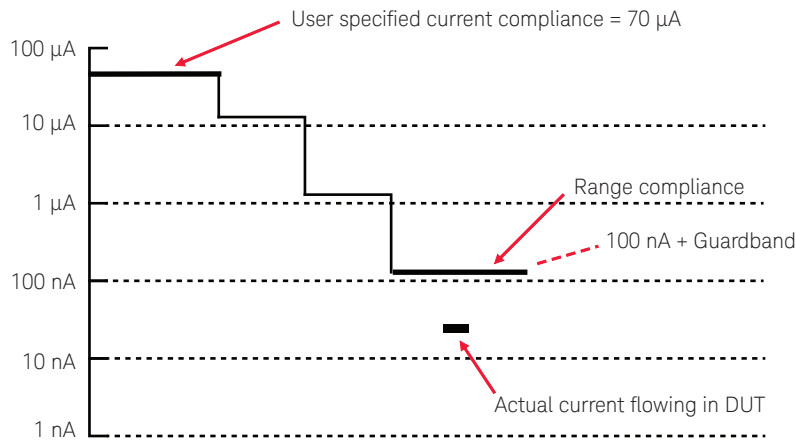 User specified current compliance = 70 µA
100 µA
10 µA
Range compliance
1 µA
100 nA + Guardband
100 nA
10 nA
Actual current flowing in DUT
1 nA